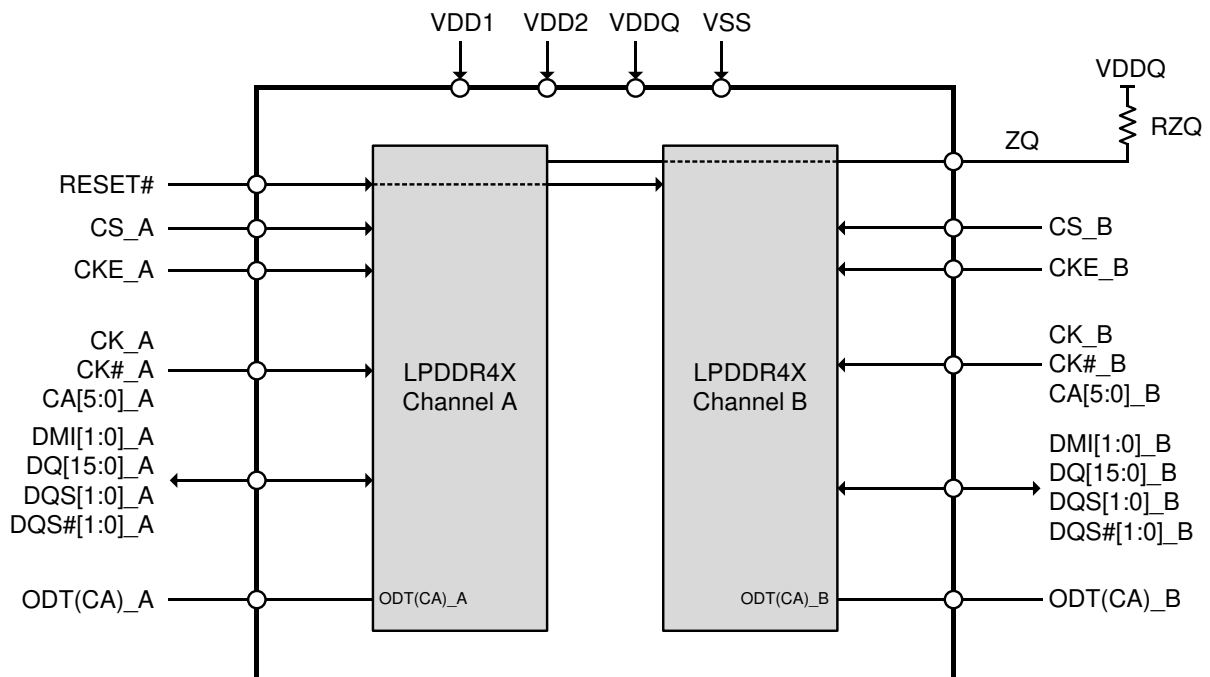 VDD1 VDD2 VDDQ VSS
VDDQ
RZQ
ZQ
RESET#
CS_A
CKE_A
CK_A
CK#_A
CA[5:0]_A
DMI[1:0]_A
DQ[15:0]_A
DQS[1:0]_A
DQS#[1:0]_A
ODT(CA)_A
LPDDR4X
Channel A
ODT(CA)_A
LPDDR4X
Channel B
ODT(CA)_B
CS_B
CKE_B
CK_B
CK#_B
CA[5:0]_B
DMI[1:0]_B
DQ[15:0]_B
DQS[1:0]_B
DQS#[1:0]_B
ODT(CA)_B